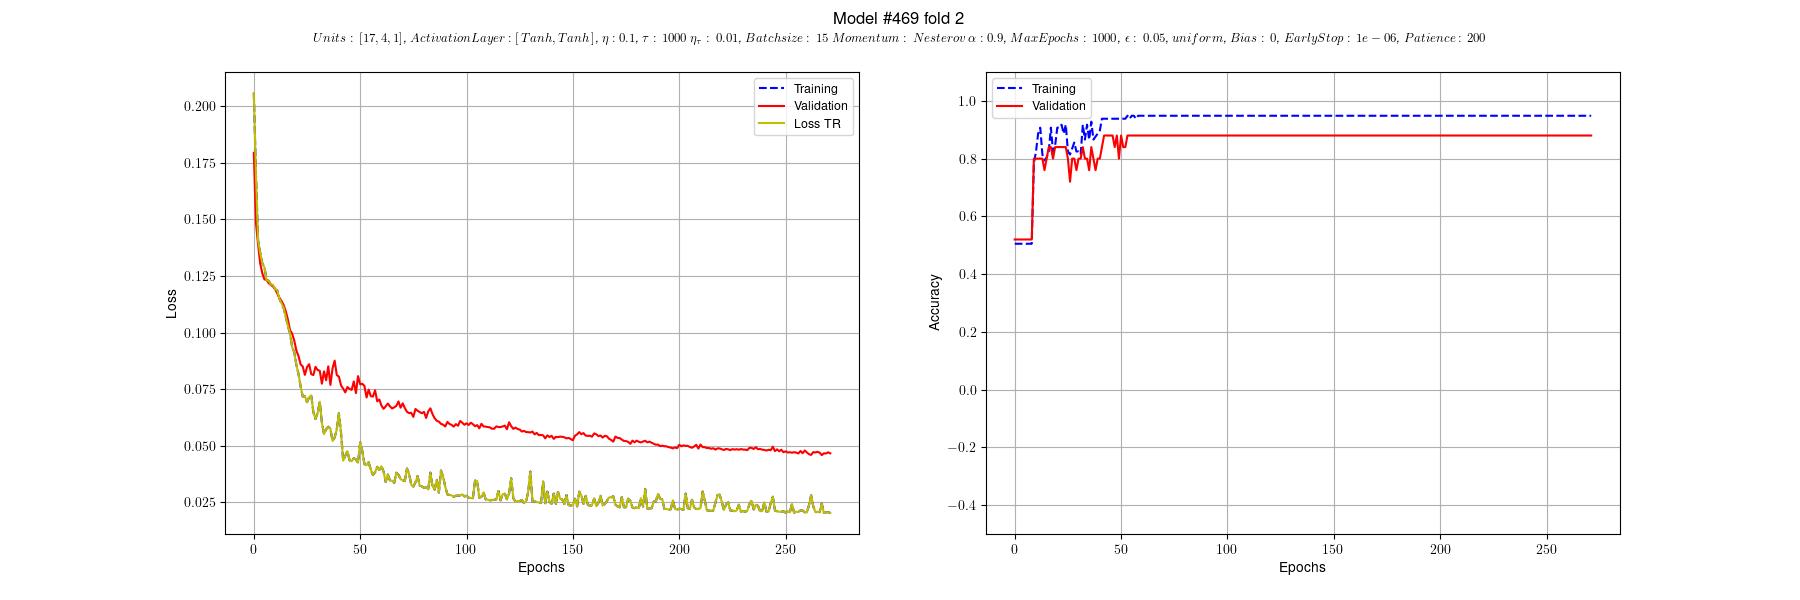 Model #469 fold 2
Units : [17, 4, 1], ActivationLayer : [Tanh, Tanh], η : 0.1, τ : 1000 ητ : 0.01, Batchsize : 15 Momentum : Nesterov α : 0.9, MaxEpochs : 1000, ϵ : 0.05, uniform, Bias : 0, EarlyStop : 1e − 06, Patience : 200
Training
Validation
Loss TR
0.200
0.175
0.150
0.125
0.100
0.075
0.050
0.025
Loss
0
50
100
150
200
250
Epochs
Training
Validation
1.0
0.8
0.6
0.4
0.2
0.0
−0.2
−0.4
Accuracy
0
50
100
150
200
250
Epochs